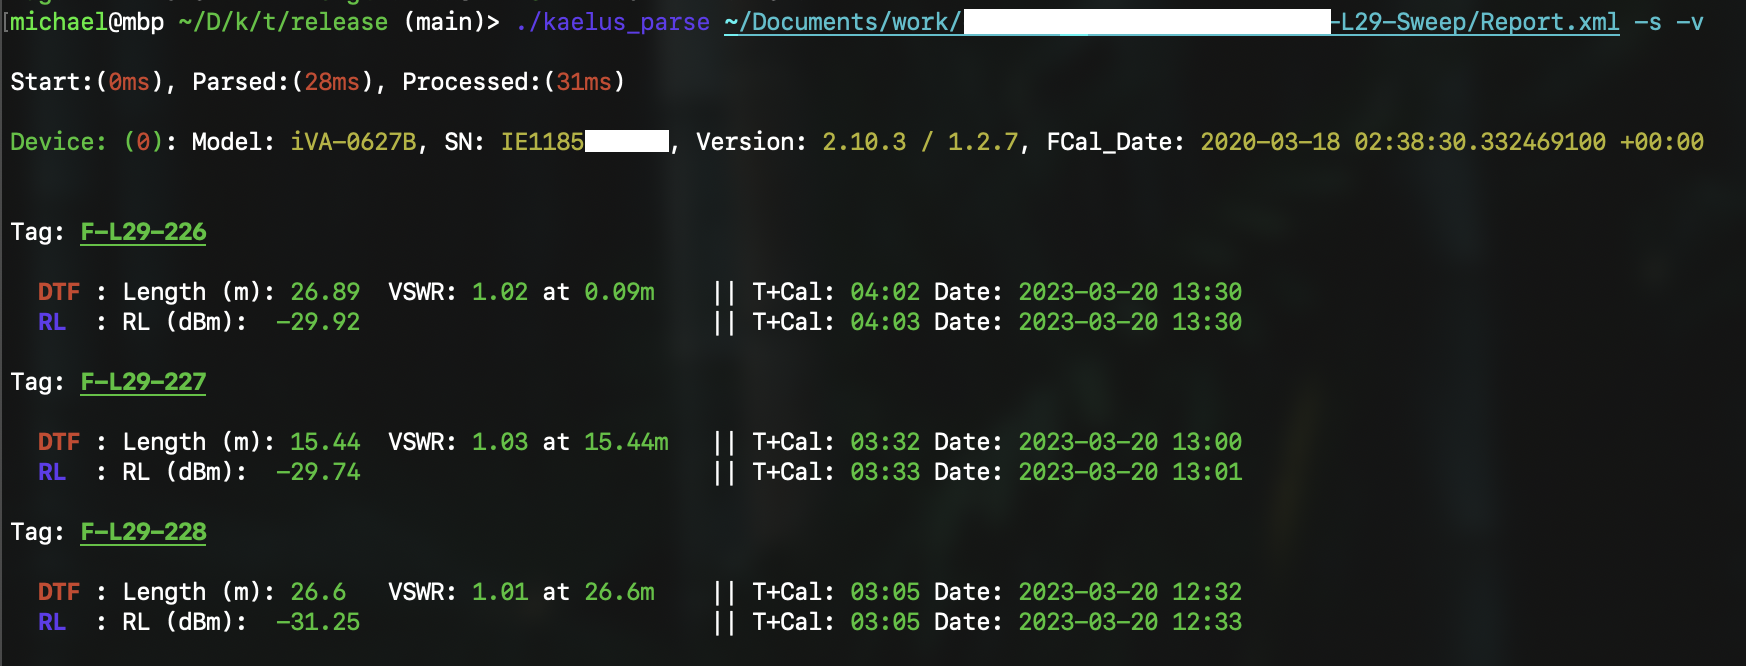 michael@mbp ~/D/k/t/release (main)> ./kaelus_parse ~/Documents/work/ -L29-Sweep/Report.xml -s -v
Start:(0ms), Parsed:(28ms), Processed:(31ms)
Device: (0): Model: iVA-0627B, SN: IE1185 , Version: 2.10.3 / 1.2.7, FCal_Date: 2020-03-18 02:38:30.332469100 +00:00
Tag: F-L29-226
DTF : Length (m): 26.89 VSWR: 1.02 at 0.09m || T+Cal: 04:02 Date: 2023-03-20 13:30
RL : RL (dBm): -29.92 || T+Cal: 04:03 Date: 2023-03-20 13:30
Tag: F-L29-227
DTF : Length (m): 15.44 VSWR: 1.03 at 15.44m || T+Cal: 03:32 Date: 2023-03-20 13:00
RL : RL (dBm): -29.74 || T+Cal: 03:33 Date: 2023-03-20 13:01
Tag: F-L29-228
DTF : Length (m): 26.6 VSWR: 1.01 at 26.6m || T+Cal: 03:05 Date: 2023-03-20 12:32
RL : RL (dBm): -31.25 || T+Cal: 03:05 Date: 2023-03-20 12:33